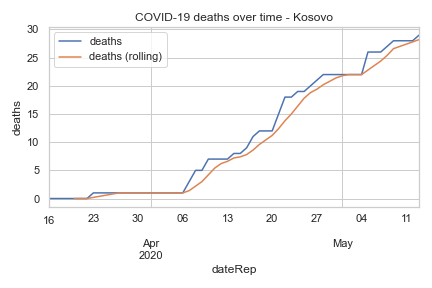 COVID-19 deaths over time - Kosovo
30
25
20
15
10
5
0
deaths
deaths
deaths (rolling)
16 23 30 06 13 20 27 04 11
Apr May
2020
dateRep